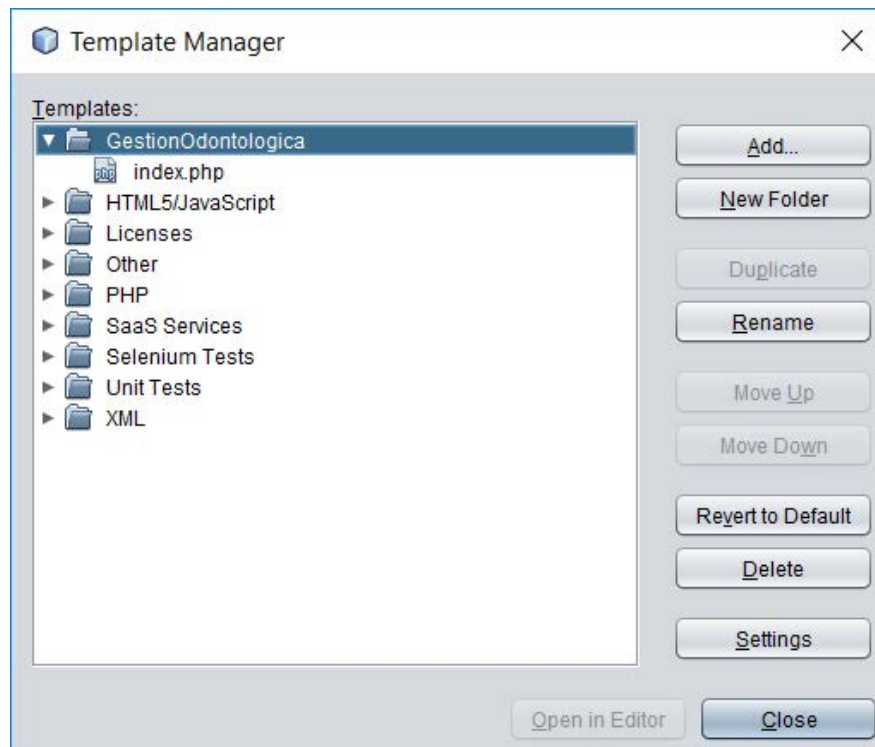 Template Manager
Templates:
GestionOdontologica
index.php
HTML5/JavaScript
Licenses
Other
PHP
SaaS Services
Selenium Tests
Unit Tests
XML
Add...
New Folder
Duplicate
Rename
Move Up
Move Down
Revert to Default
Delete
Settings
Open in Editor
Close